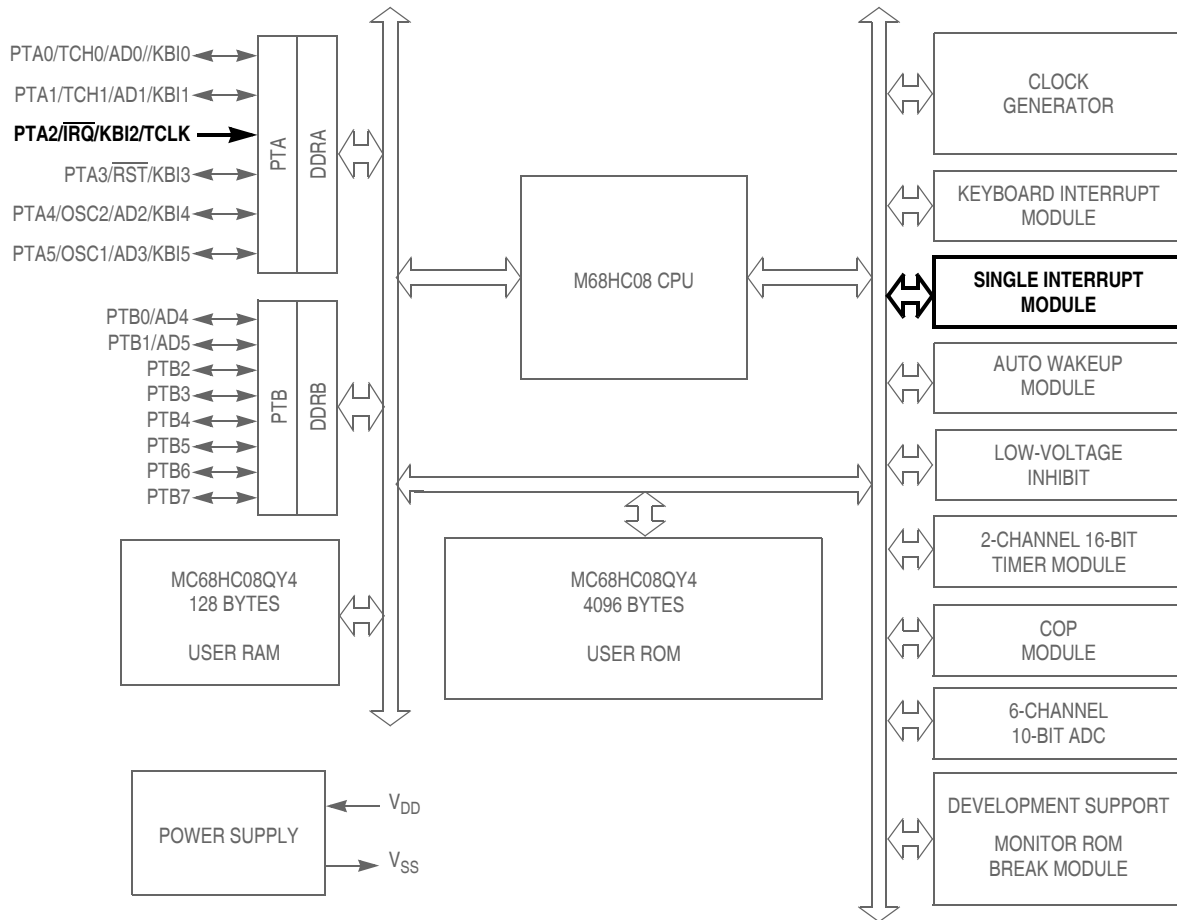 PTA0/TCH0/AD0//KBI0
PTA1/TCH1/AD1/KBI1
PTA2/IRQ/KBI2/TCLK
PTA3/RST/KBI3
PTA4/OSC2/AD2/KBI4
PTA5/OSC1/AD3/KBI5
PTA
DDRA
PTB0/AD4
PTB1/AD5
PTB2
PTB3
PTB4
PTB5
PTB6
PTB7
PTB
DDRB
M68HC08 CPU
MC68HC08QY4
128 BYTES
USER RAM
MC68HC08QY4
4096 BYTES
USER ROM
POWER SUPPLY
VDD
VSS
CLOCK
GENERATOR
KEYBOARD INTERRUPT
MODULE
SINGLE INTERRUPT
MODULE
AUTO WAKEUP
MODULE
LOW-VOLTAGE
INHIBIT
2-CHANNEL 16-BIT
TIMER MODULE
COP
MODULE
6-CHANNEL
10-BIT ADC
DEVELOPMENT SUPPORT
MONITOR ROM
BREAK MODULE